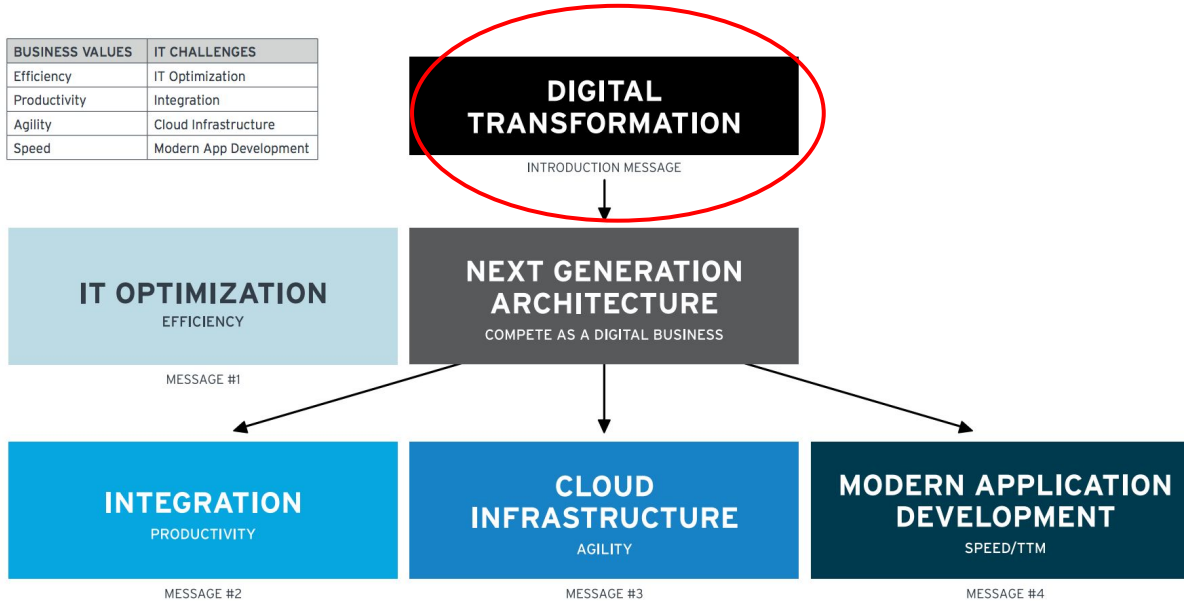 BUSINESS VALUES IT CHALLENGES
Efficiency IT Optimization
Productivity Integration
Agility Cloud Infrastructure
Speed Modern App Development
DIGITAL
TRANSFORMATION
INTRODUCTION MESSAGE
IT OPTIMIZATION
EFFICIENCY
MESSAGE #1
NEXT GENERATION
ARCHITECTURE
COMPETE AS A DIGITAL BUSINESS
INTEGRATION
PRODUCTIVITY
MESSAGE #2
CLOUD
INFRASTRUCTURE
AGILITY
MESSAGE #3
MODERN APPLICATION
DEVELOPMENT
SPEED/TTM
MESSAGE #4